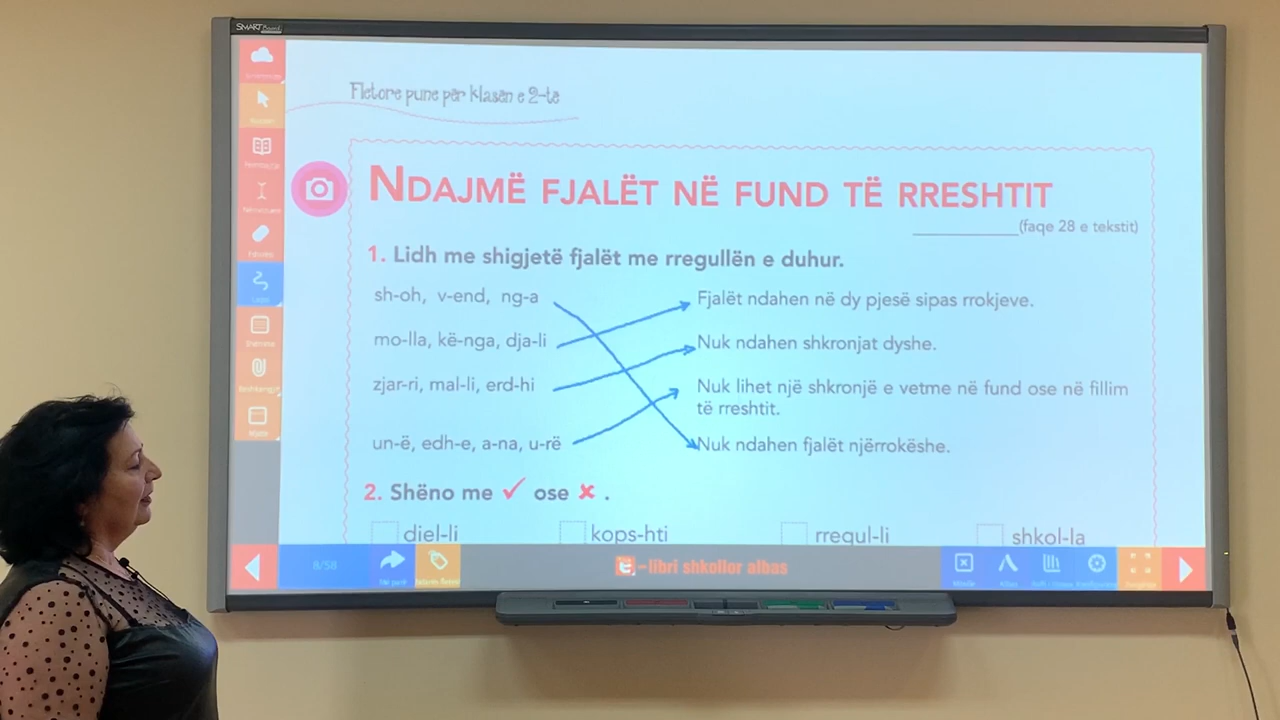 SMART Board
Fletore pune për klasën e 2-të
NDAJMË FJALËT NË FUND TË RRESHTIT
(faqe 28 e tekstit)
1. Lidh me shigjetë fjalët me rregullën e duhur.
sh-oh, v-end, ng-a
Fjalët ndahen në dy pjesë sipas rrokjeve.
mo-lla, kë-nga, dja-li
Nuk ndahen shkronjat dyshe.
zjar-ri, mal-li, erd-hi
Nuk lihet një shkronjë e vetme në fund ose në fillim
të rreshtit.
un-ë, edh-e, a-na, u-rë
Nuk ndahen fjalët njërrokëshe.
2. Shëno me ✓ ose ✗ .
diel-li kops-hti rregul-li shkol-la
8/58
-libri shkollor albas